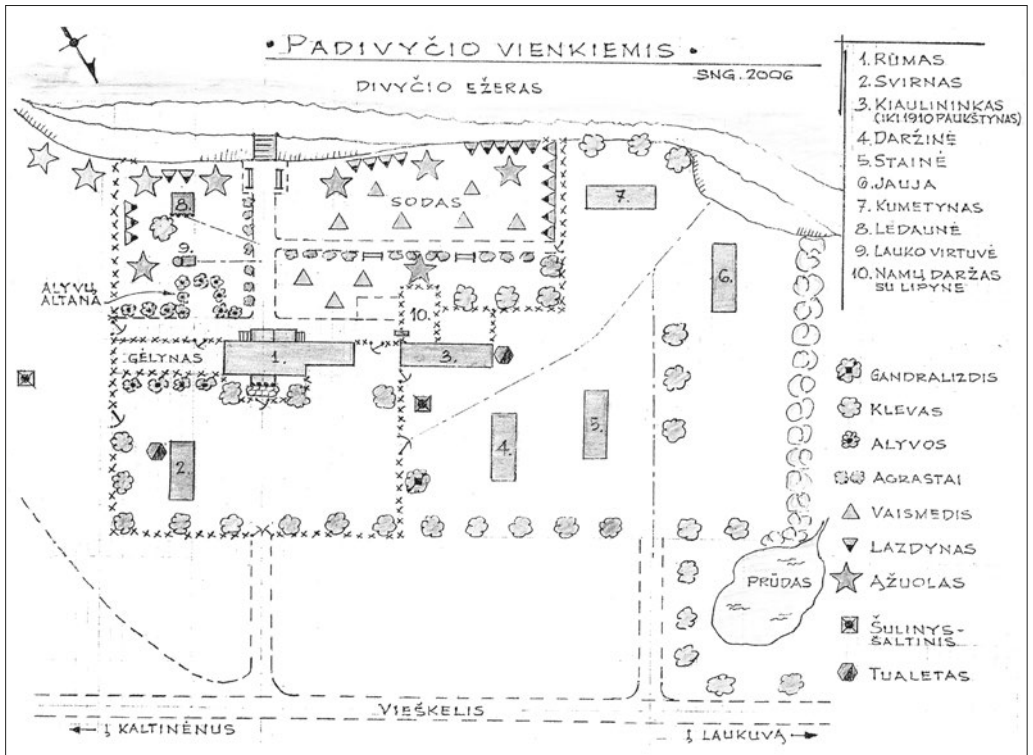 • PADIVYČIO VIENKIEMIS •
SNG. 2006
DIVYČIO EŽERAS
1. RŪMAS
2. SVIRNAS
3. KIAULININKAS
(IKI 1910 PAUKŠTYNAS)
4. DARŽINĖ
5. STAINĖ
6. JAUJA
7. KUMETYNAS
8. LEDAUNĖ
9. LAUKO VIRTUVĖ
10. NAMŲ DARŽAS
SU LIPYNE
SODAS
7.
8.
9.
6.
ALYVŲ
ALTANA
10.
GĖLYNAS
1.
3.
2.
4.
5.
GANDRALIZDIS
KLEVAS
ALYVOS
AGRASTAI
VAISMEDIS
LAZDYNAS
ĄŽUOLAS
ŠULINYS-
ŠALTINIS
TUALETAS
PRŪDAS
VIEŠKELIS
Į KALTINĖNUS
Į LAUKUVĄ